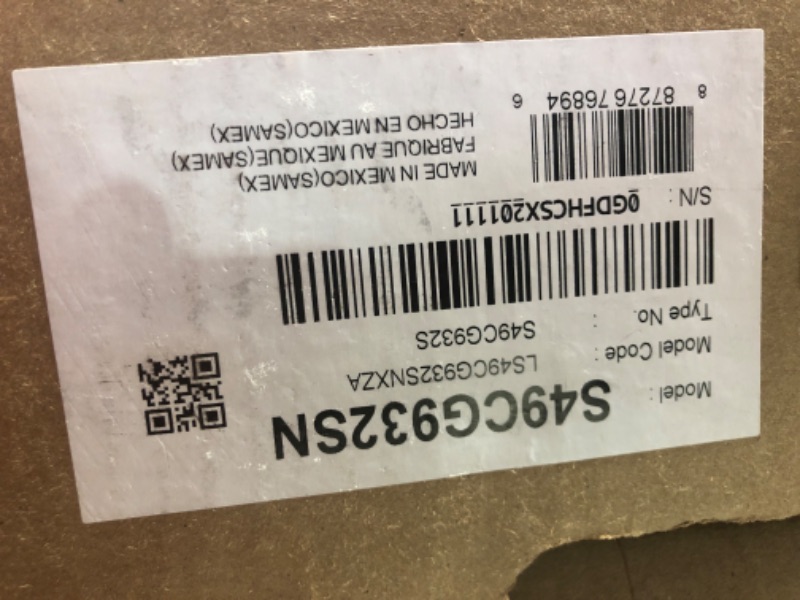 Model : S49CG932SN
Model Code : LS49CG932SNXZA
Type No. : S49CG932S
S/N : 0GDFHCSX201111
MADE IN MEXICO(SAMEX)
FABRIQUE AU MEXIQUE(SAMEX)
HECHO EN MEXICO(SAMEX)
8 87276 76894 6